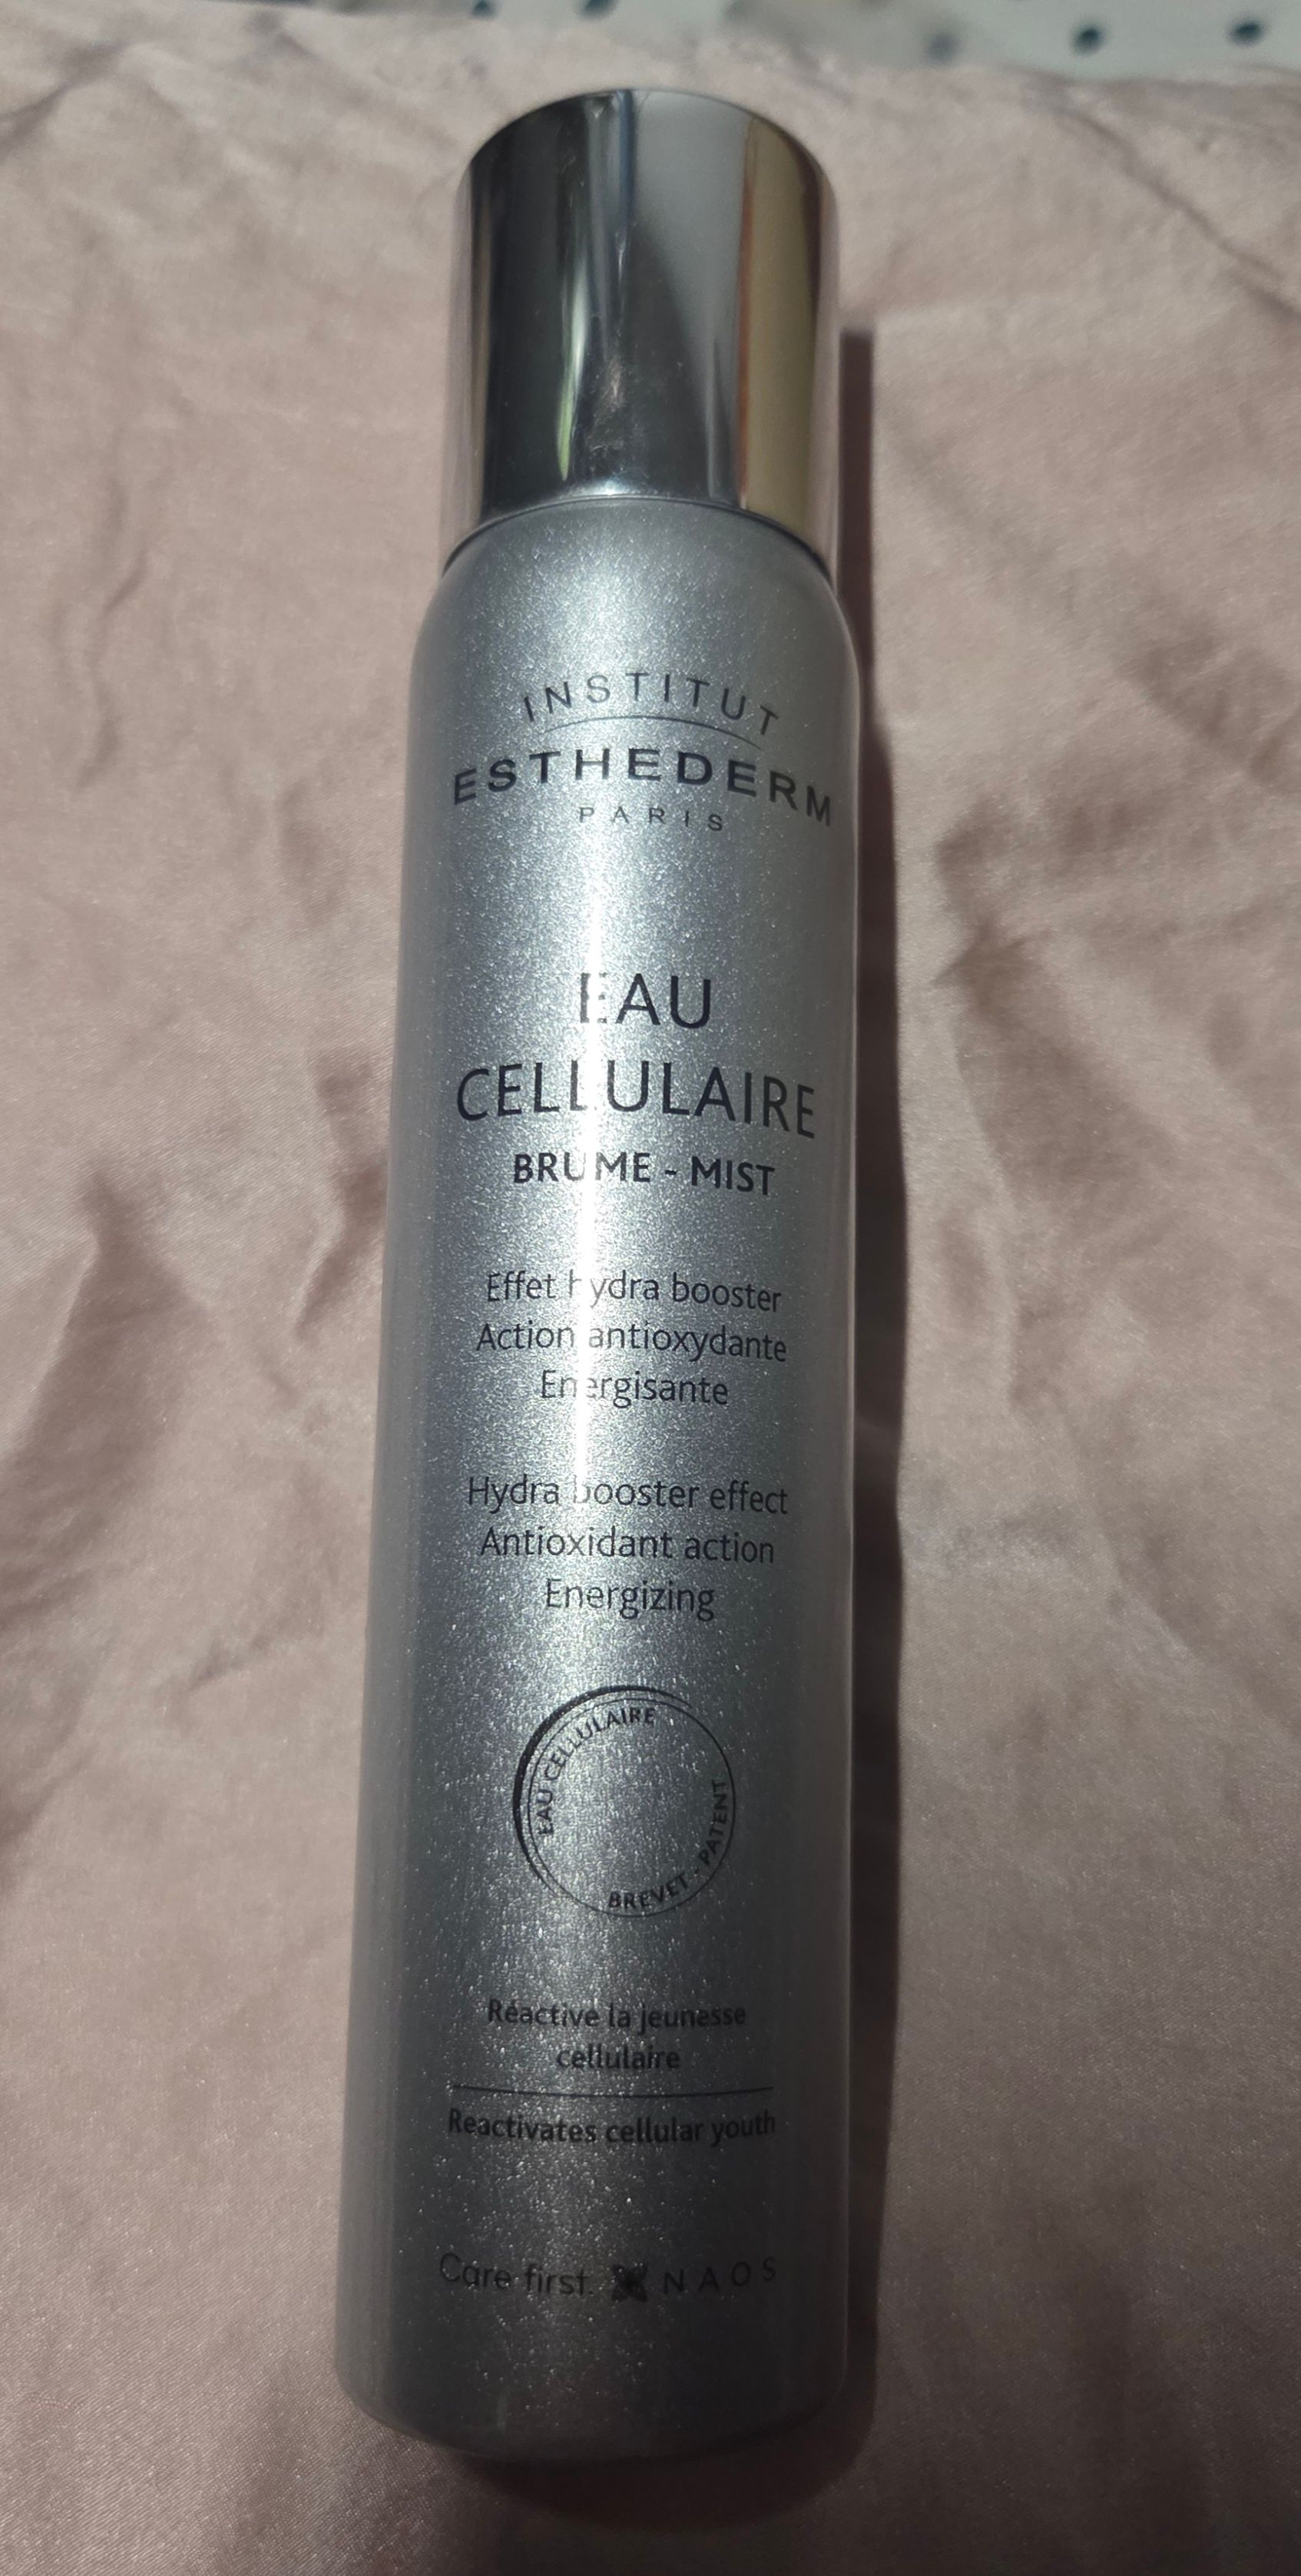 INSTITUT
ESTHEDERM
PARIS
EAU
CELLULAIRE
BRUME - MIST
Effet hydra booster
Action antioxydante
Energisante
Hydra booster effect
Antioxidant action
Energizing
EAU CELLULAIRE
BREVET - PATENT
Réactive la jeunesse
cellulaire
Reactivates cellular youth
Care first. NAOS